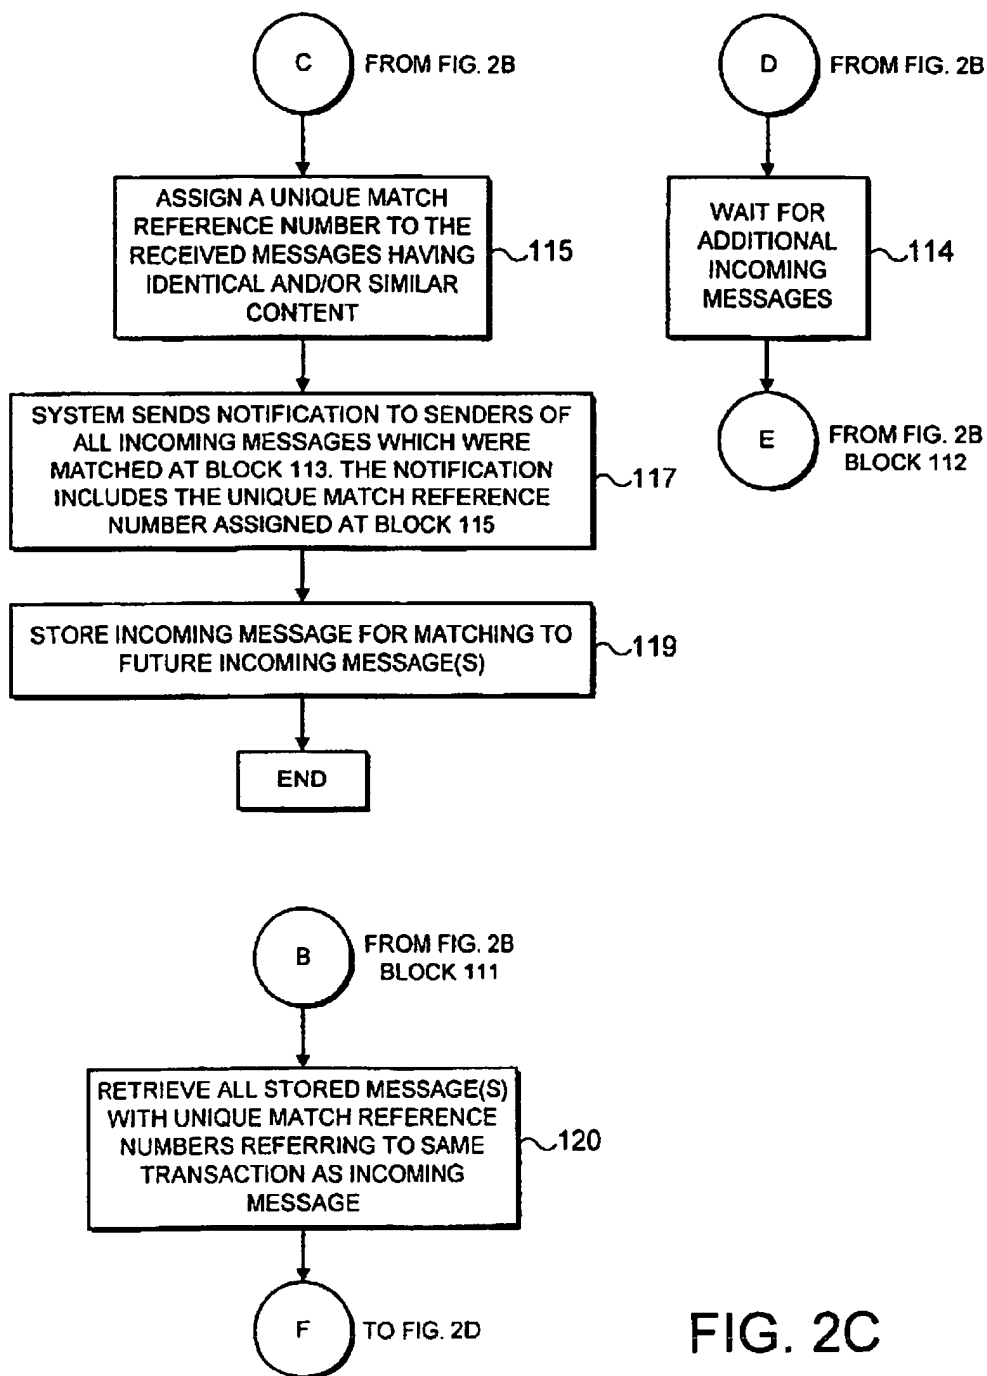 C
FROM FIG. 2B
ASSIGN A UNIQUE MATCH
REFERENCE NUMBER TO THE
RECEIVED MESSAGES HAVING
IDENTICAL AND/OR SIMILAR
CONTENT
115
SYSTEM SENDS NOTIFICATION TO SENDERS OF
ALL INCOMING MESSAGES WHICH WERE
MATCHED AT BLOCK 113. THE NOTIFICATION
INCLUDES THE UNIQUE MATCH REFERENCE
NUMBER ASSIGNED AT BLOCK 115
117
STORE INCOMING MESSAGE FOR MATCHING TO
FUTURE INCOMING MESSAGE(S)
119
END
D
FROM FIG. 2B
WAIT FOR
ADDITIONAL
INCOMING
MESSAGES
114
E
FROM FIG. 2B
BLOCK 112
B
FROM FIG. 2B
BLOCK 111
RETRIEVE ALL STORED MESSAGE(S)
WITH UNIQUE MATCH REFERENCE
NUMBERS REFERRING TO SAME
TRANSACTION AS INCOMING
MESSAGE
120
F
TO FIG. 2D
FIG. 2C